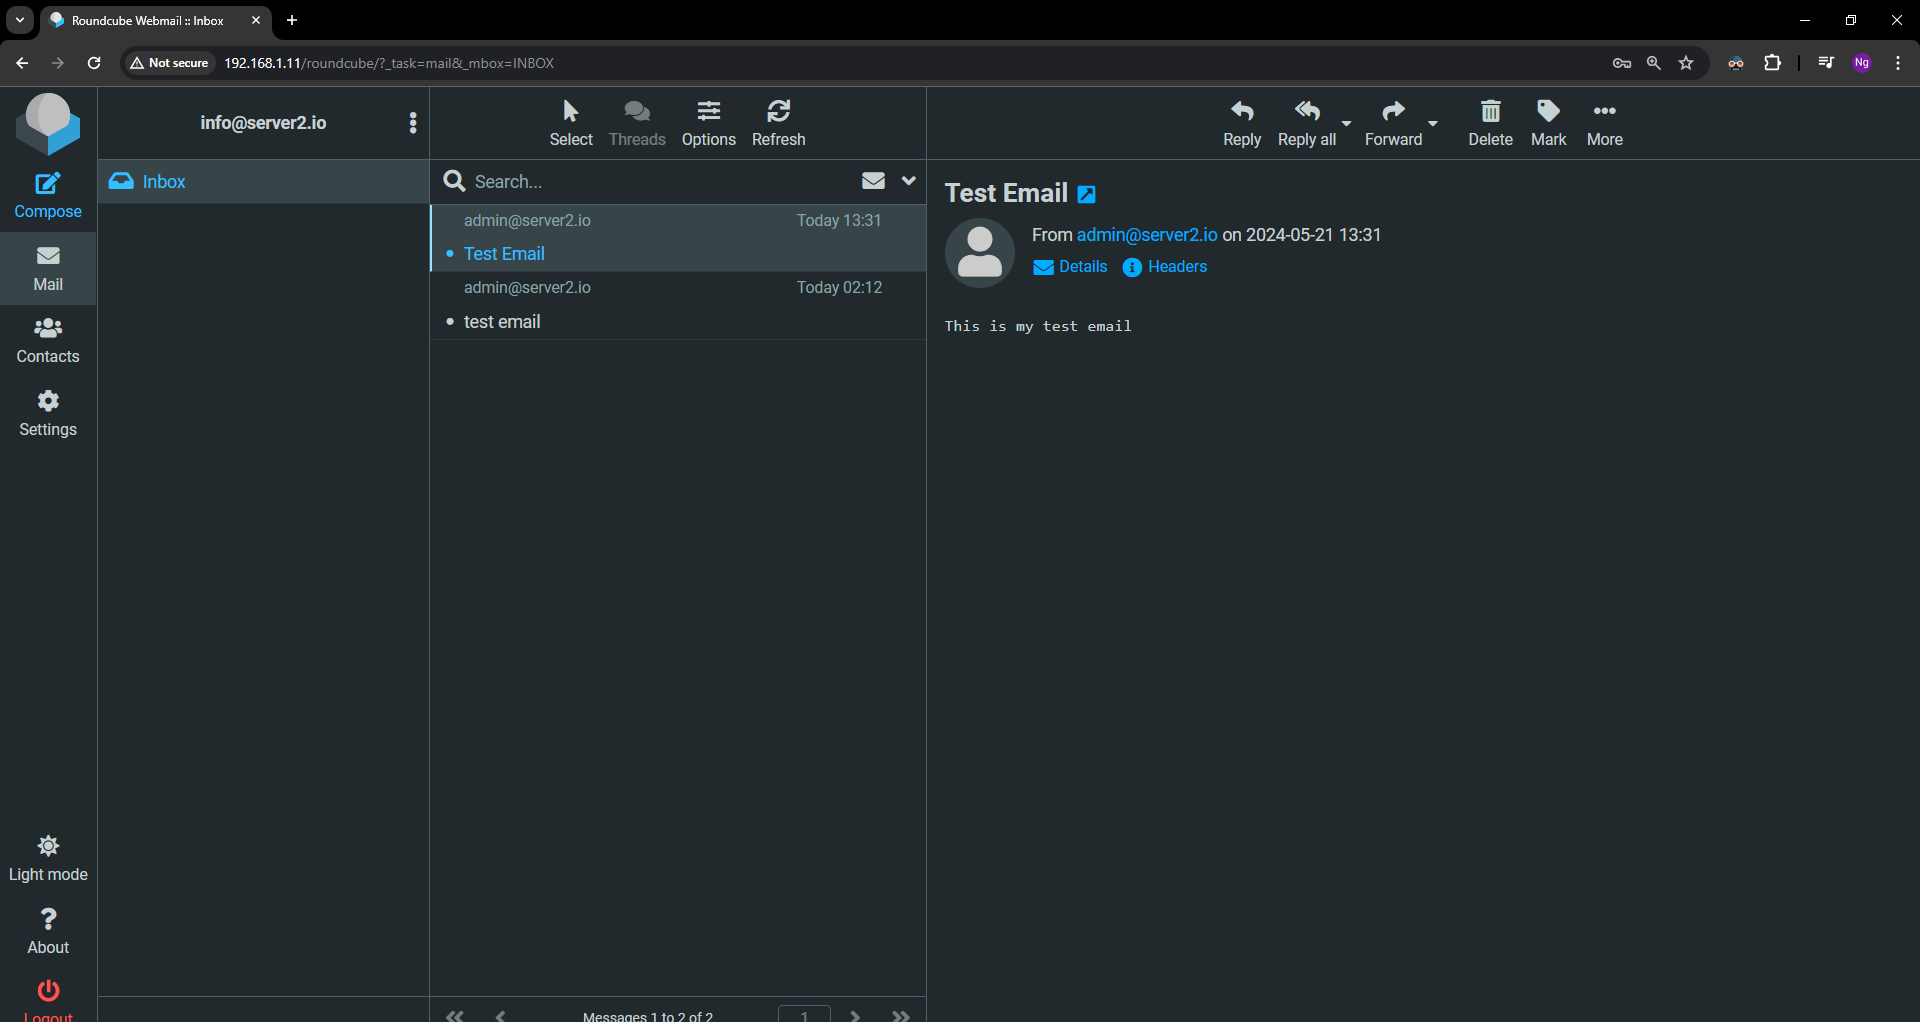 Roundcube Webmail :: Inbox
Not secure
192.168.1.11/roundcube/?_task=mail&_mbox=INBOX
Ng
info@server2.io
Select
Threads
Options
Refresh
Reply
Reply all
Forward
Delete
Mark
More
Compose
Mail
Contacts
Settings
Light mode
About
Logout
Inbox
Search...
admin@server2.io Today 13:31
• Test Email
admin@server2.io Today 02:12
• test email
Messages 1 to 2 of 2
1
Test Email
From admin@server2.io on 2024-05-21 13:31
Details Headers
This is my test email